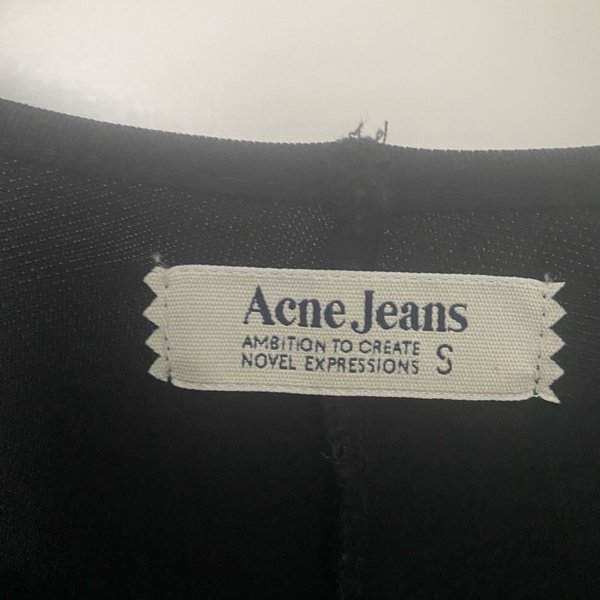 Acne Jeans
AMBITION TO CREATE
NOVEL EXPRESSIONS S